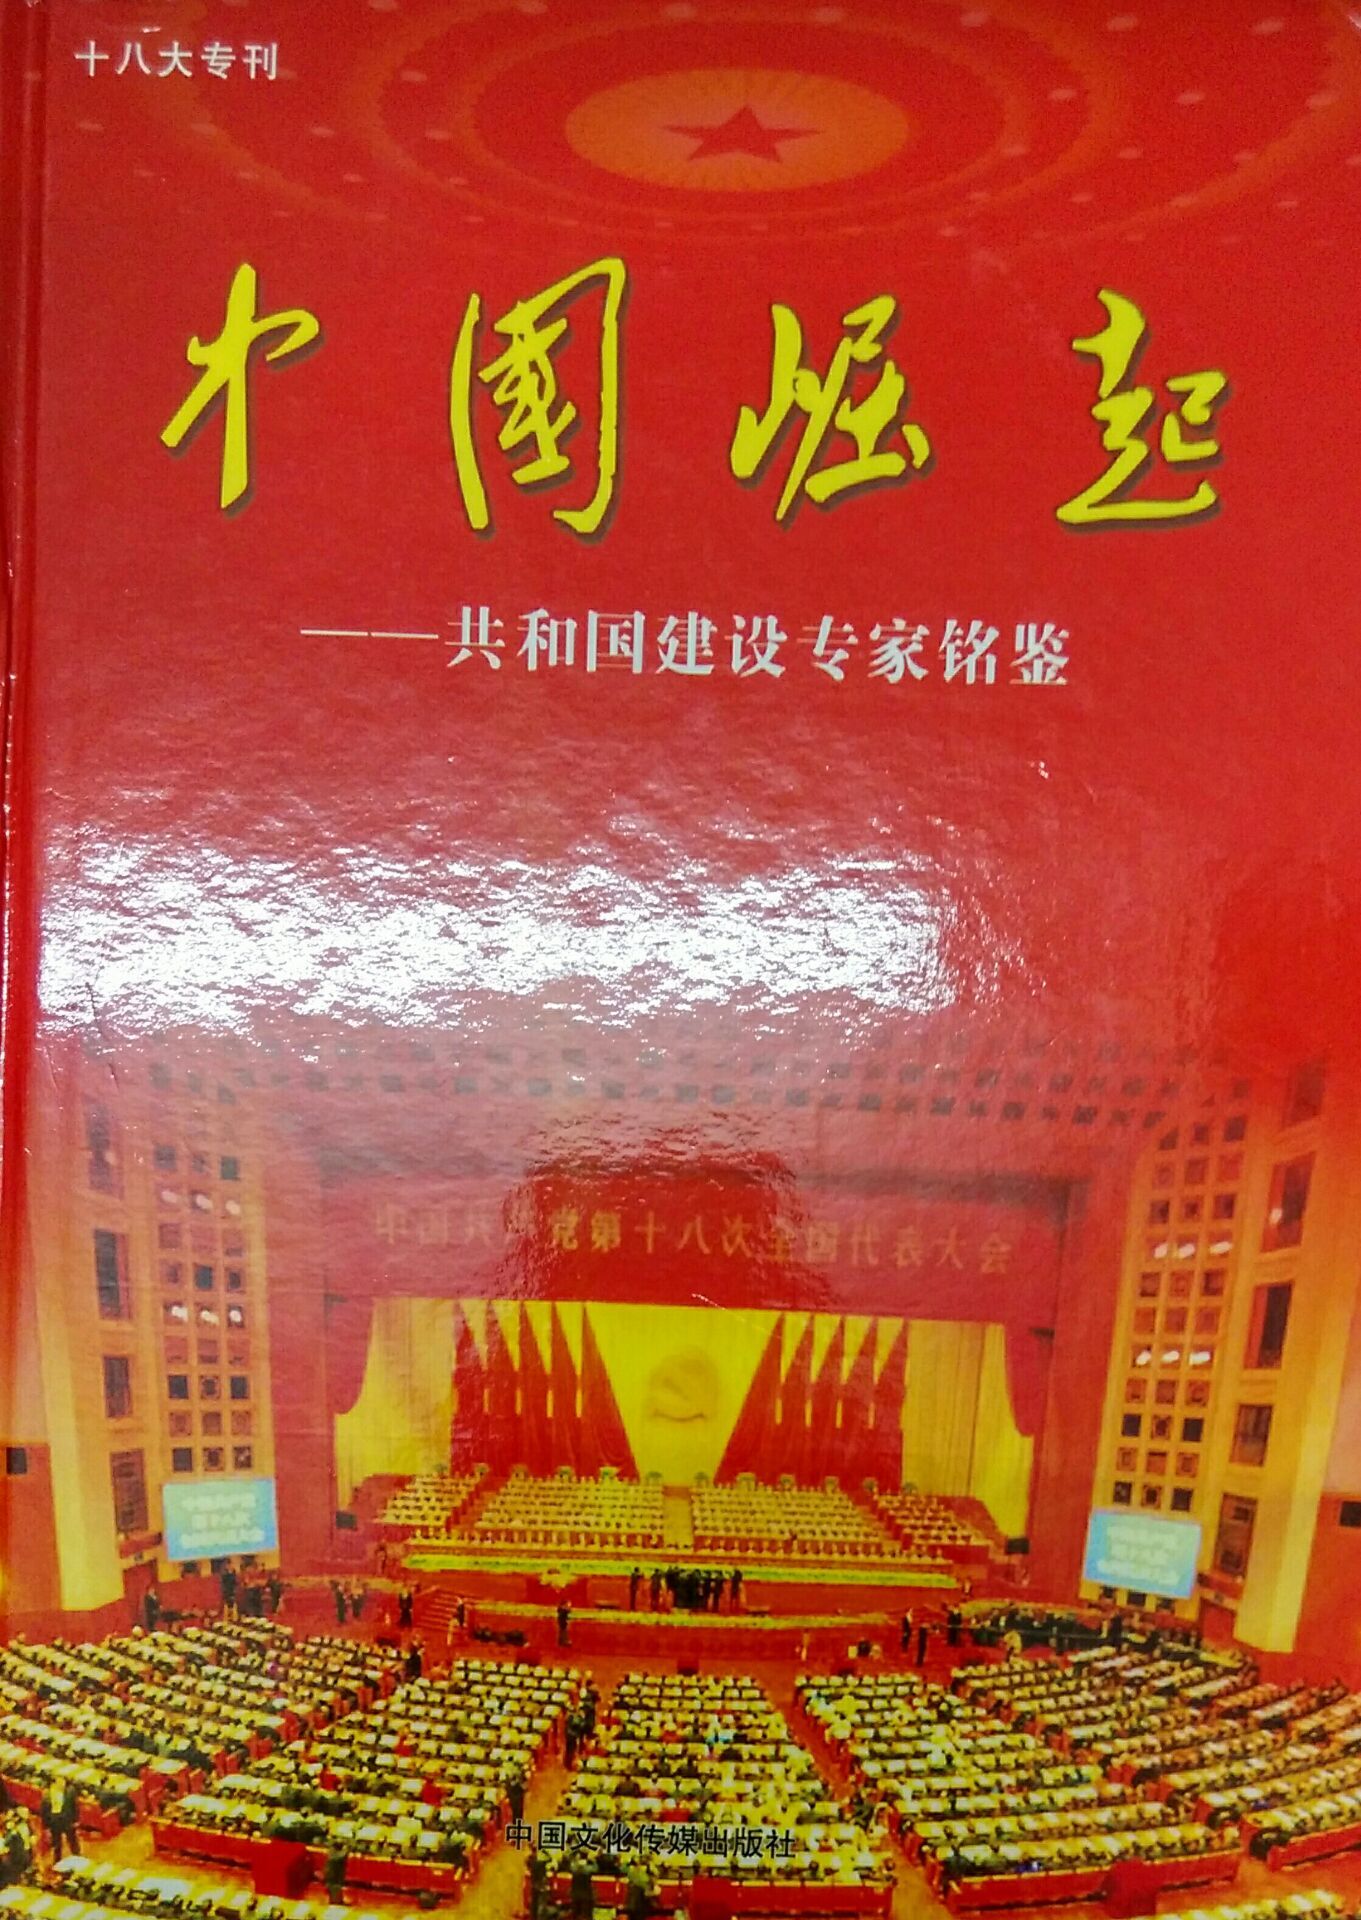 十八大专刊
中國崛起
——共和国建设专家铭鉴
党第十八次全国代表大会
中国文化传媒出版社